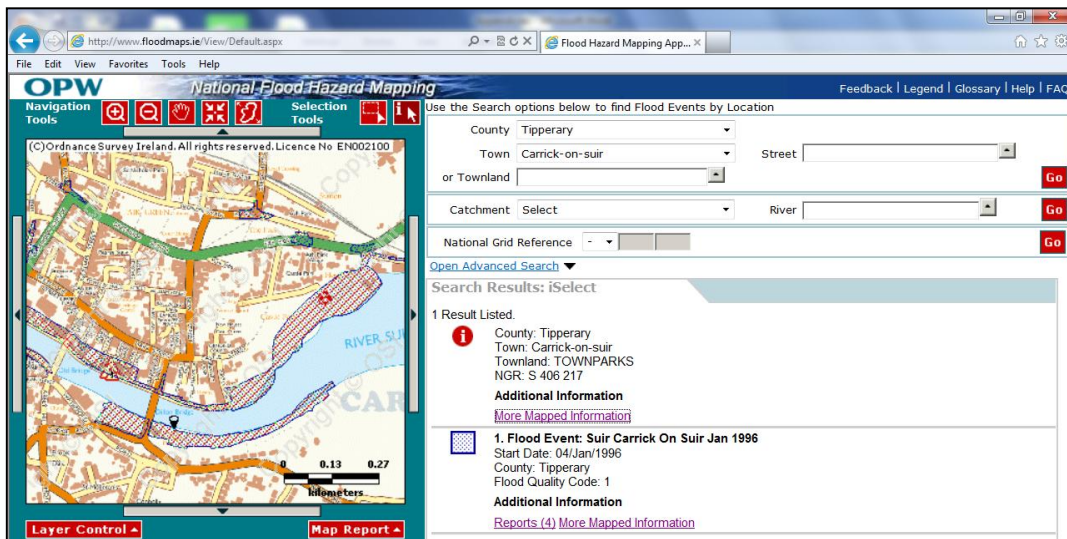 http://www.floodmaps.ie/View/Default.aspx
Flood Hazard Mapping App...
File Edit View Favorites Tools Help
OPW National Flood Hazard Mapping
Feedback | Legend | Glossary | Help | FAQ
Navigation Tools
Selection Tools
(C)Ordnance Survey Ireland. All rights reserved. Licence No EN002100
RIVER SUI
CAR
0 0.13 0.27
kilometers
Layer Control
Map Report
Use the Search options below to find Flood Events by Location
County Tipperary
Town Carrick-on-suir Street
or Townland
Go
Catchment Select River Go
National Grid Reference - Go
Open Advanced Search
Search Results: iSelect
1 Result Listed.
County: Tipperary
Town: Carrick-on-suir
Townland: TOWNPARKS
NGR: S 406 217
Additional Information
More Mapped Information
1. Flood Event: Suir Carrick On Suir Jan 1996
Start Date: 04/Jan/1996
County: Tipperary
Flood Quality Code: 1
Additional Information
Reports (4) More Mapped Information